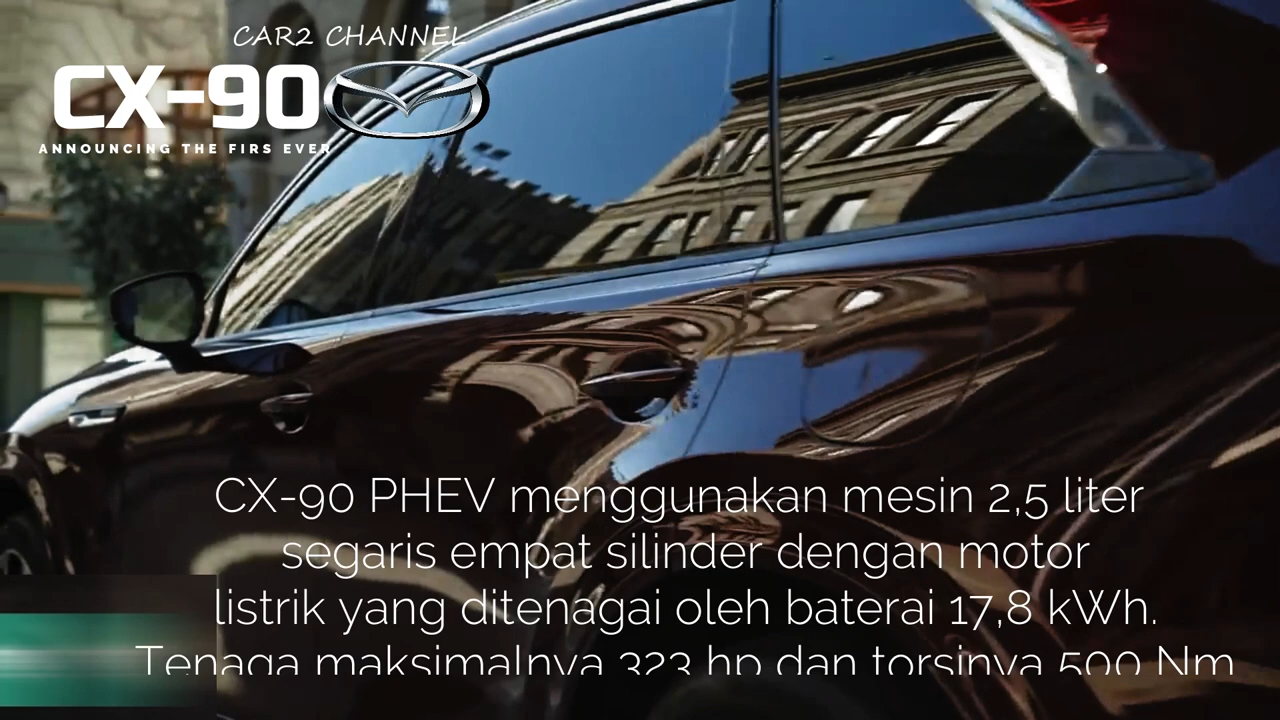 CAR2 CHANNEL
CX-90
ANNOUNCING THE FIRS EVER
CX-90 PHEV menggunakan mesin 2,5 liter
segaris empat silinder dengan motor
listrik yang ditenagai oleh baterai 17,8 kWh.
Tenaga maksimalnya 323 hp dan torsinya 500 Nm